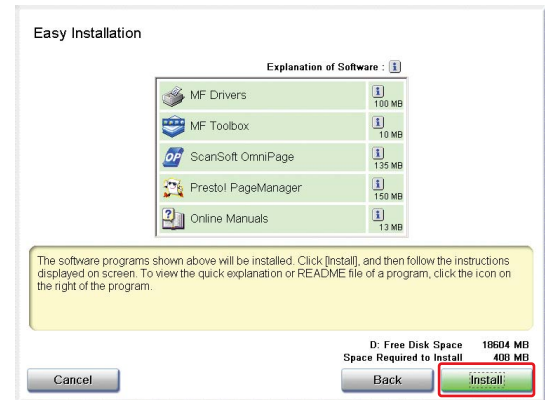 Easy Installation
Explanation of Software : i
MF Drivers
i
100 MB
MF Toolbox
i
10 MB
OP ScanSoft OmniPage
i
135 MB
Presto! PageManager
i
150 MB
? Online Manuals
i
13 MB
The software programs shown above will be installed. Click [Install], and then follow the instructions
displayed on screen. To view the quick explanation or README file of a program, click the icon on
the right of the program.
D: Free Disk Space 18604 MB
Space Required to Install 408 MB
Cancel Back Install